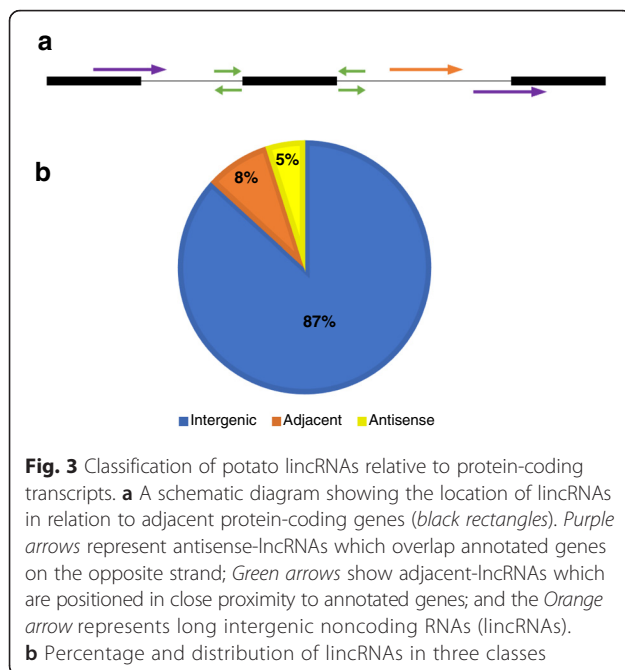 a
b
5%
8%
87%
Intergenic Adjacent Antisense
Fig. 3 Classification of potato lincRNAs relative to protein-coding
transcripts. a A schematic diagram showing the location of lincRNAs
in relation to adjacent protein-coding genes (black rectangles). Purple
arrows represent antisense-lncRNAs which overlap annotated genes
on the opposite strand; Green arrows show adjacent-lncRNAs which
are positioned in close proximity to annotated genes; and the Orange
arrow represents long intergenic noncoding RNAs (lincRNAs).
b Percentage and distribution of lincRNAs in three classes